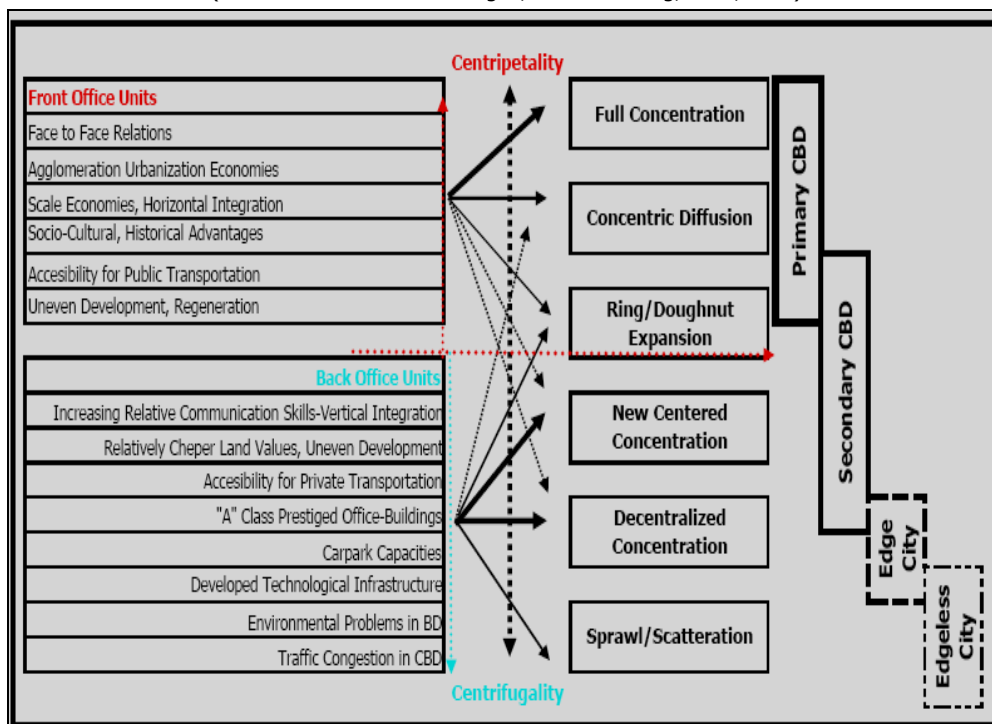 Centripetality
Front Office Units
Face to Face Relations
Agglomeration Urbanization Economies
Scale Economies, Horizontal Integration
Socio-Cultural, Historical Advantages
Accesibility for Public Transportation
Uneven Development, Regeneration
Back Office Units
Increasing Relative Communication Skills-Vertical Integration
Relatively Cheper Land Values, Uneven Development
Accesibility for Private Transportation
"A" Class Prestiged Office-Buildings
Carpark Capacities
Developed Technological Infrastructure
Environmental Problems in BD
Traffic Congestion in CBD
Centrifugality
Full Concentration
Concentric Diffusion
Ring/Doughnut
Expansion
New Centered
Concentration
Decentralized
Concentration
Sprawl/Scatteration
Primary CBD
Secondary CBD
Edge
City
Edgeless
City